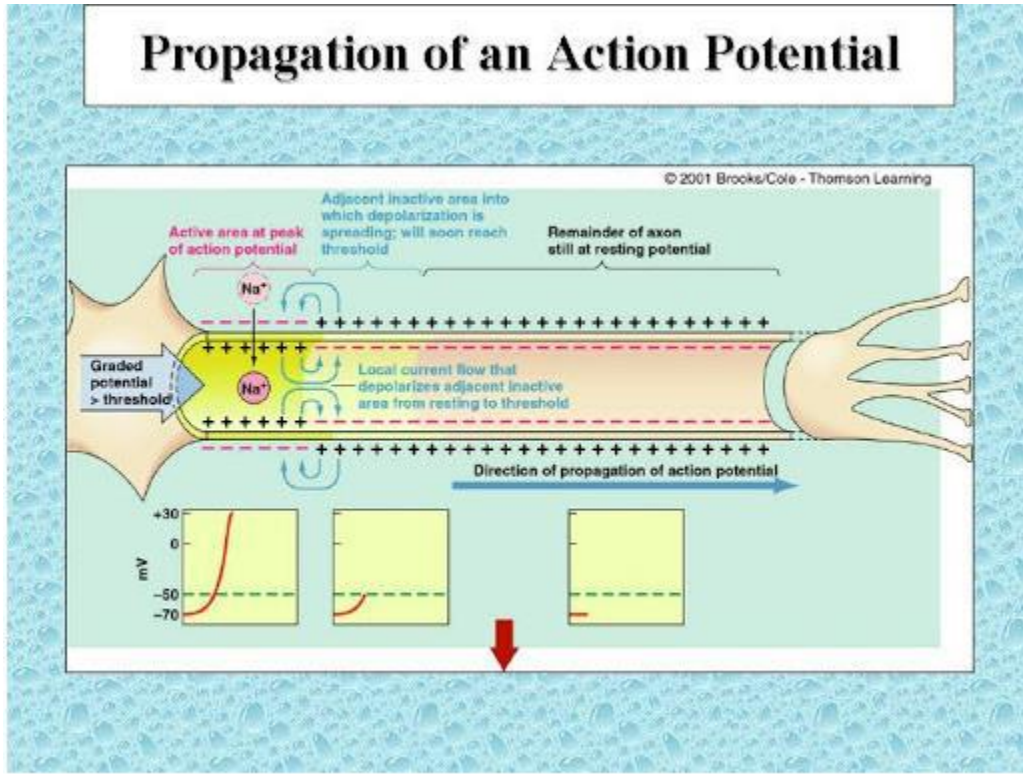 Propagation of an Action Potential
© 2001 Brooks/Cole - Thomson Learning
Active area at peak
of action potential
Adjacent inactive area into
which depolarization is
spreading; will soon reach
threshold
Remainder of axon
still at resting potential
Na⁺
Graded
potential
> threshold
Na⁺
Local current flow that
depolarizes adjacent inactive
area from resting to threshold
Direction of propagation of action potential
+30
0
mV
−50
−70